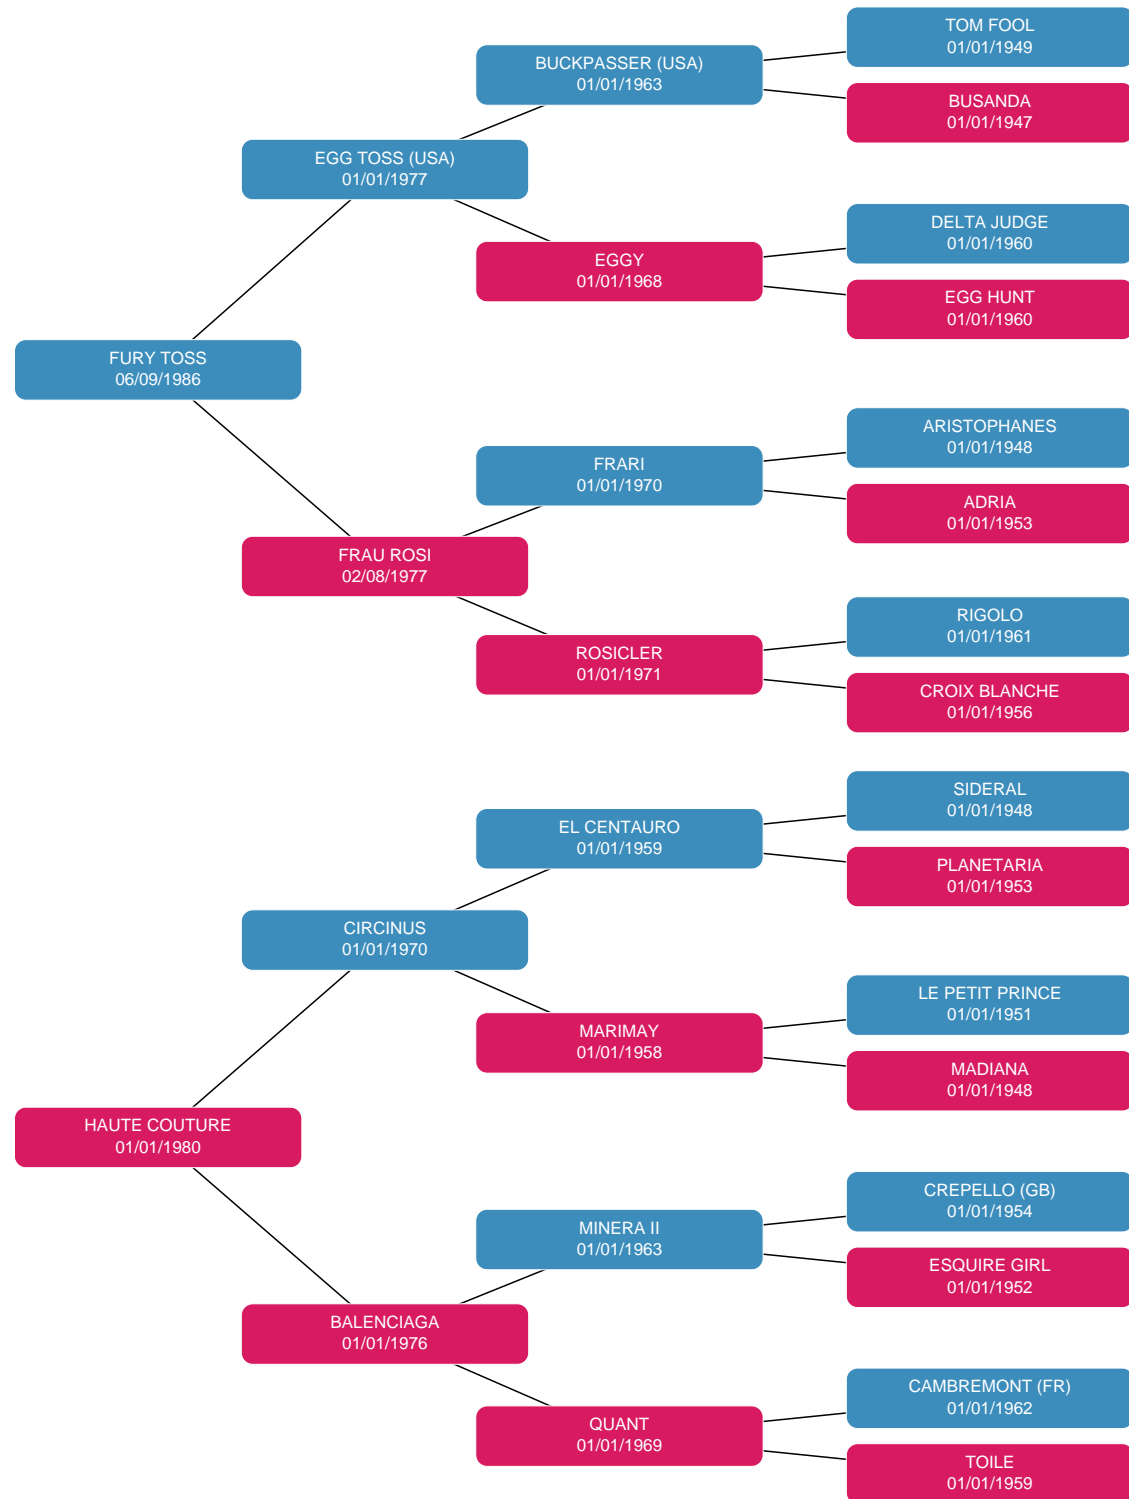 TOM FOOL
01/01/1949
BUCKPASSER (USA)
01/01/1963
BUSANDA
01/01/1947
EGG TOSS (USA)
01/01/1977
DELTA JUDGE
01/01/1960
EGGY
01/01/1968
EGG HUNT
01/01/1960
FURY TOSS
06/09/1986
ARISTOPHANES
01/01/1948
FRARI
01/01/1970
ADRIA
01/01/1953
FRAU ROSI
02/08/1977
RIGOLO
01/01/1961
ROSICLER
01/01/1971
CROIX BLANCHE
01/01/1956
SIDERAL
01/01/1948
EL CENTAURO
01/01/1959
PLANETARIA
01/01/1953
CIRCINUS
01/01/1970
LE PETIT PRINCE
01/01/1951
MARIMAY
01/01/1958
MADIANA
01/01/1948
HAUTE COUTURE
01/01/1980
CREPELLO (GB)
01/01/1954
MINERA II
01/01/1963
ESQUIRE GIRL
01/01/1952
BALENCIAGA
01/01/1976
CAMBREMONT (FR)
01/01/1962
QUANT
01/01/1969
TOILE
01/01/1959